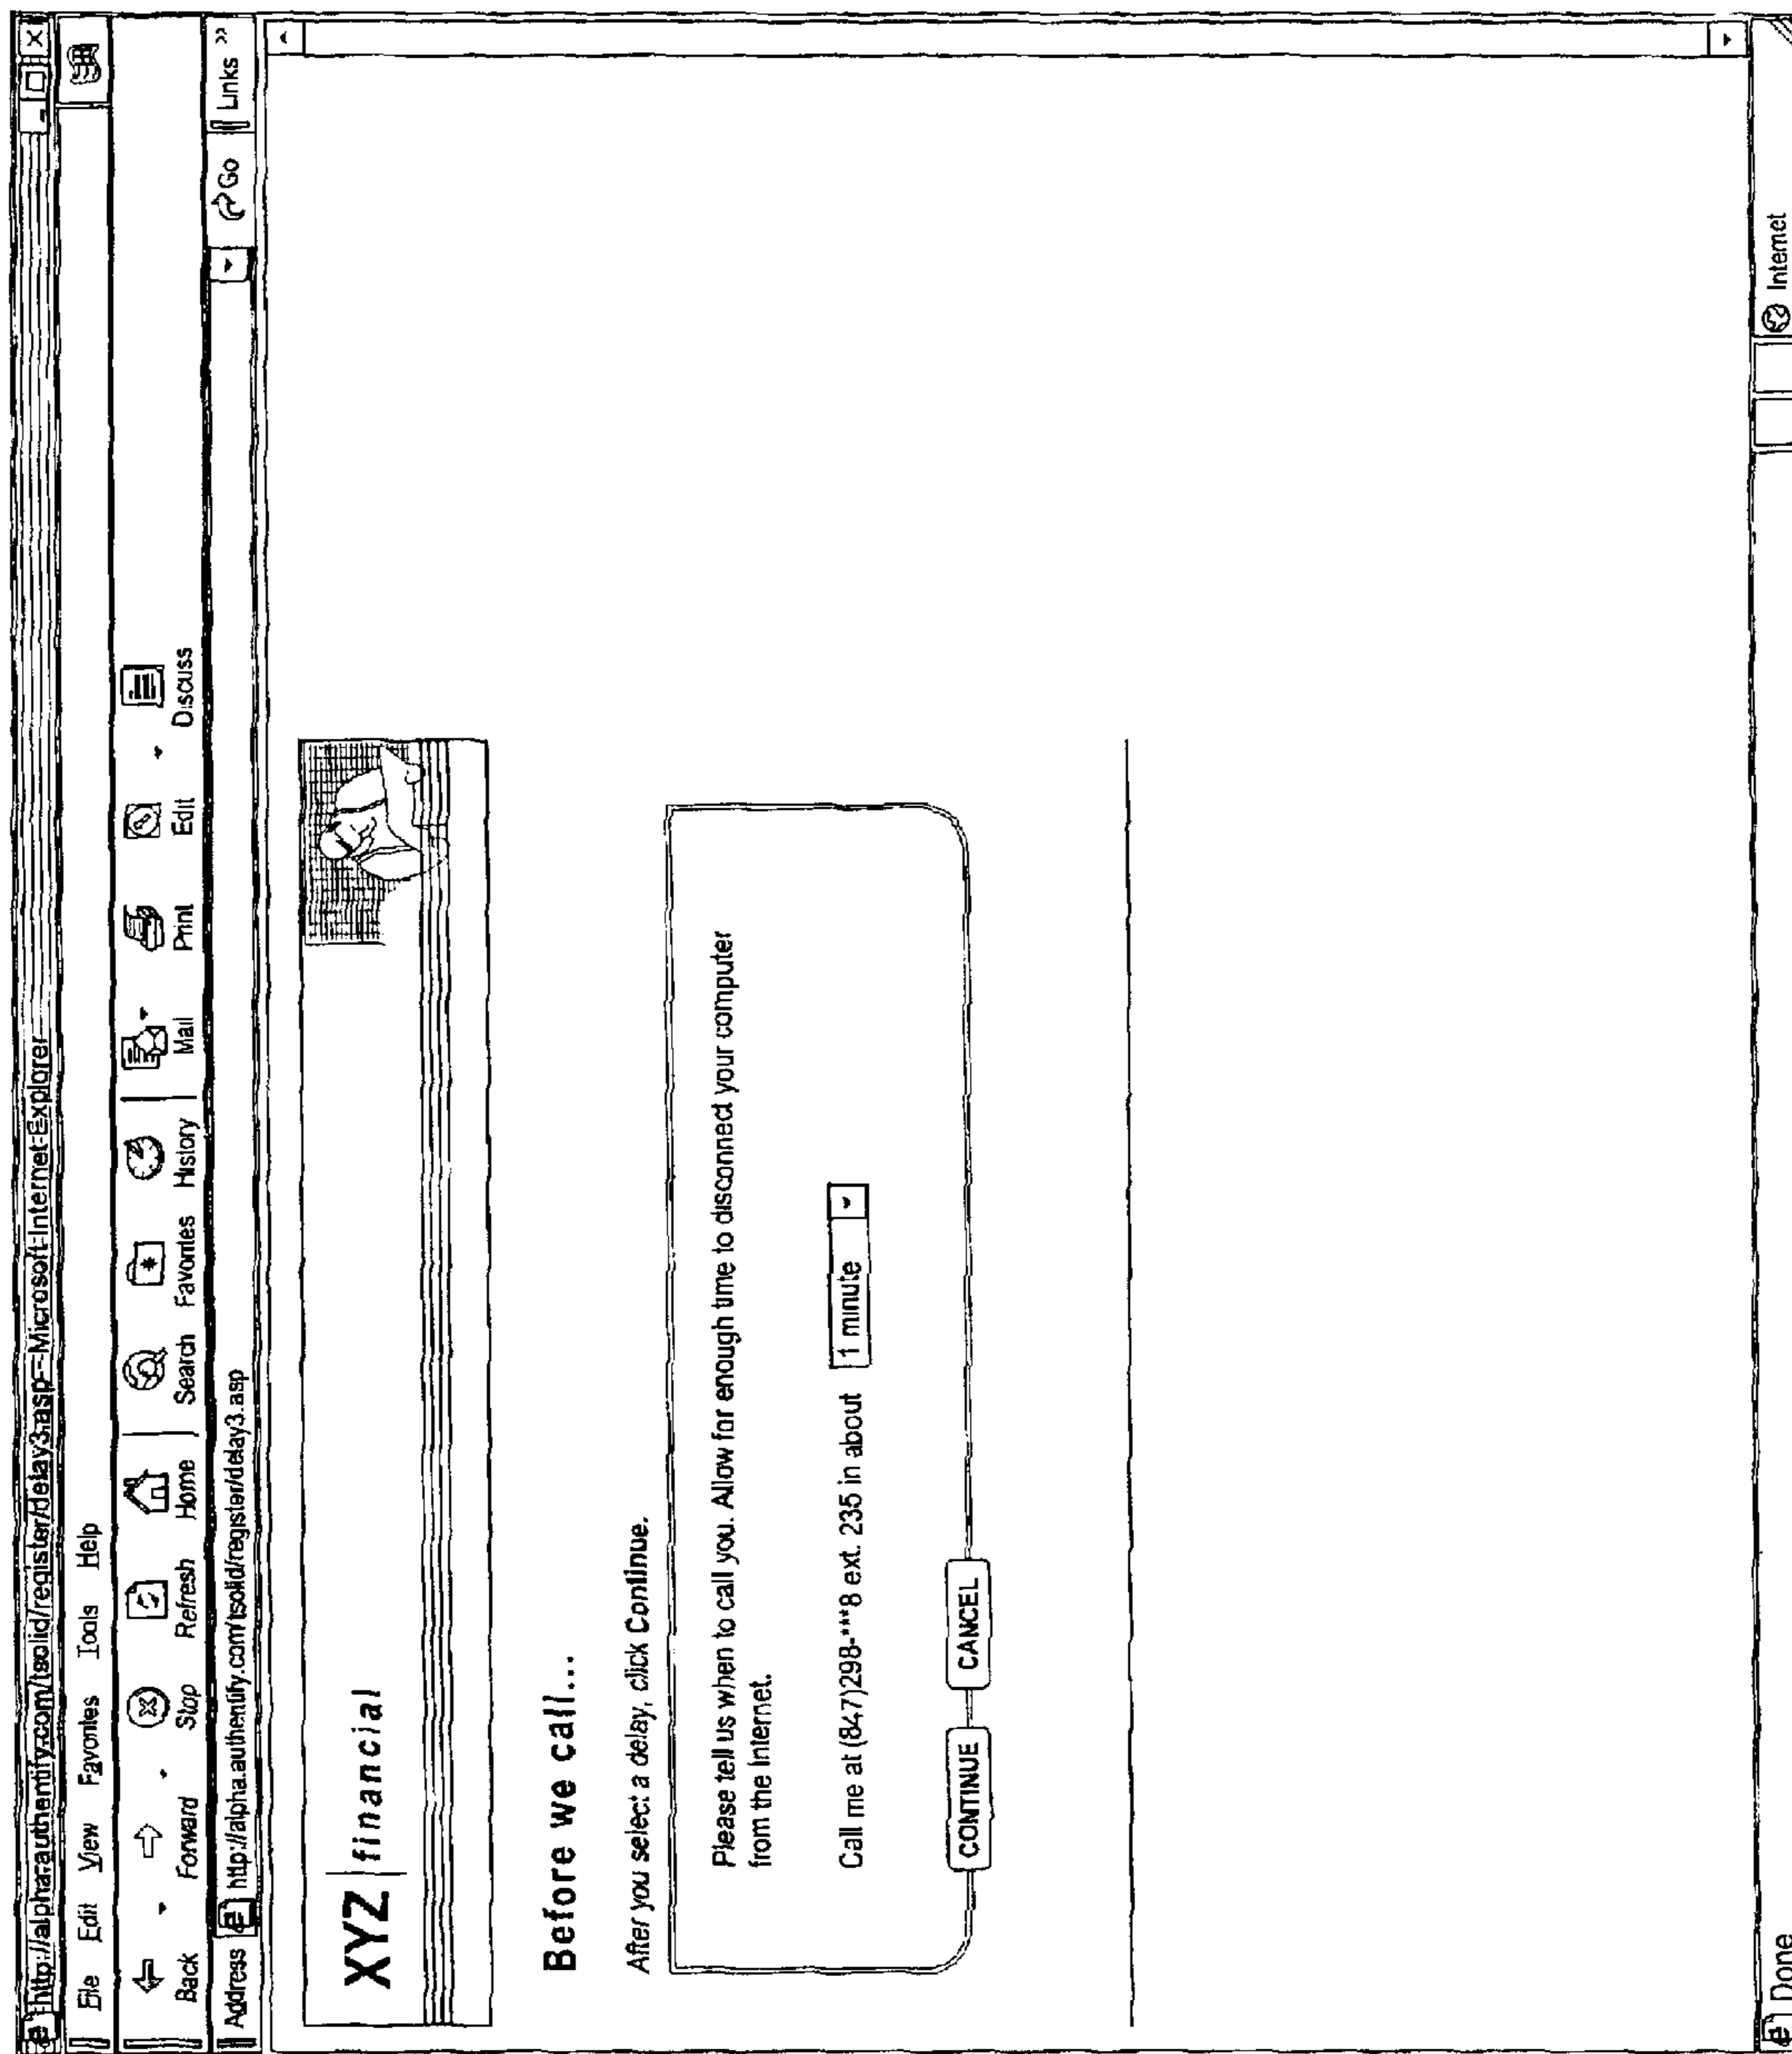 http://alpha.authentify.com/tsolid/register/delay3.asp - Microsoft Internet Explorer
File Edit View Favorites Tools Help
Back Forward Stop Refresh Home Search Favorites History Mail Print Edit Discuss
Address http://alpha.authentify.com/tsolid/register/delay3.asp Go Links »
XYZ financial
Before we call...
After you select a delay, click Continue.
Please tell us when to call you. Allow for enough time to disconnect your computer
from the Internet.
Call me at (847)298-***8 ext. 235 in about 1 minute
CONTINUE CANCEL
Done Internet